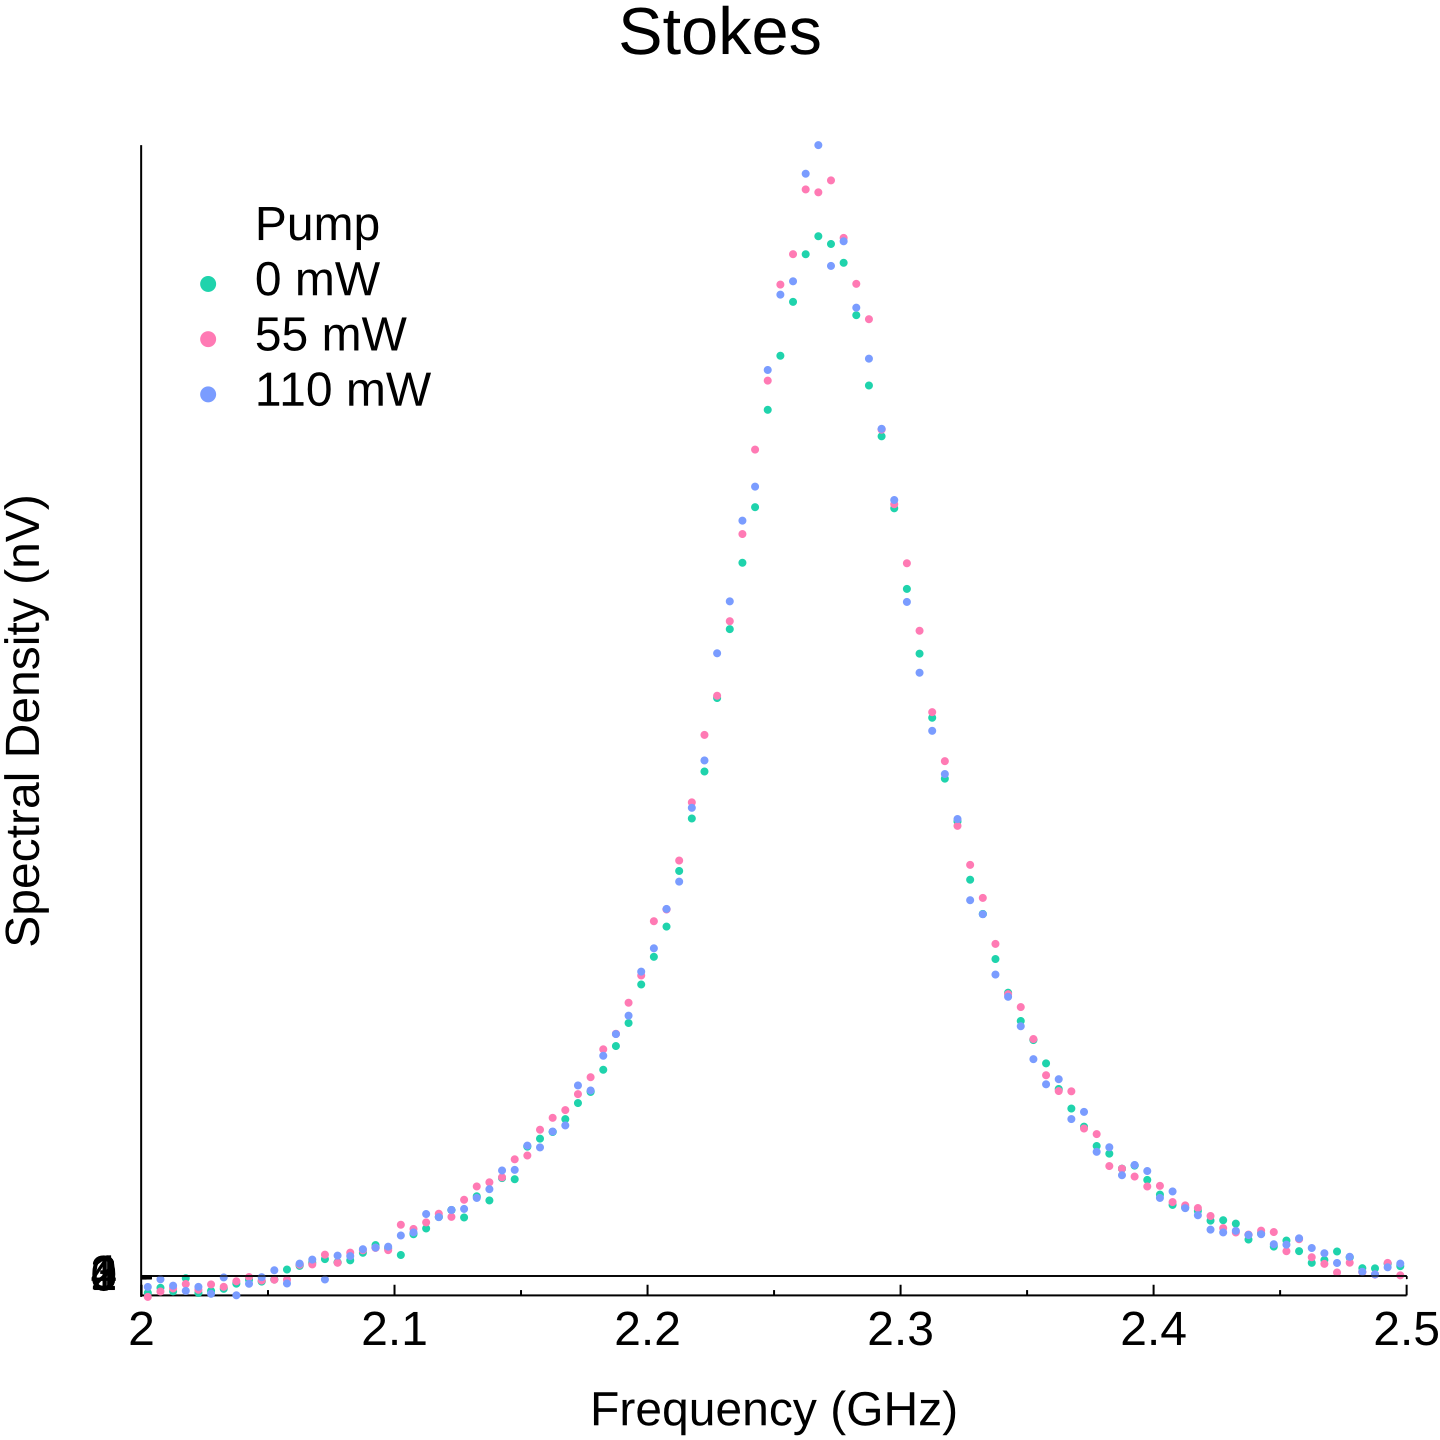 Stokes
Pump
0 mW
55 mW
110 mW
Spectral Density (nV)
2
2.1
2.2
2.3
2.4
2.5
Frequency (GHz)